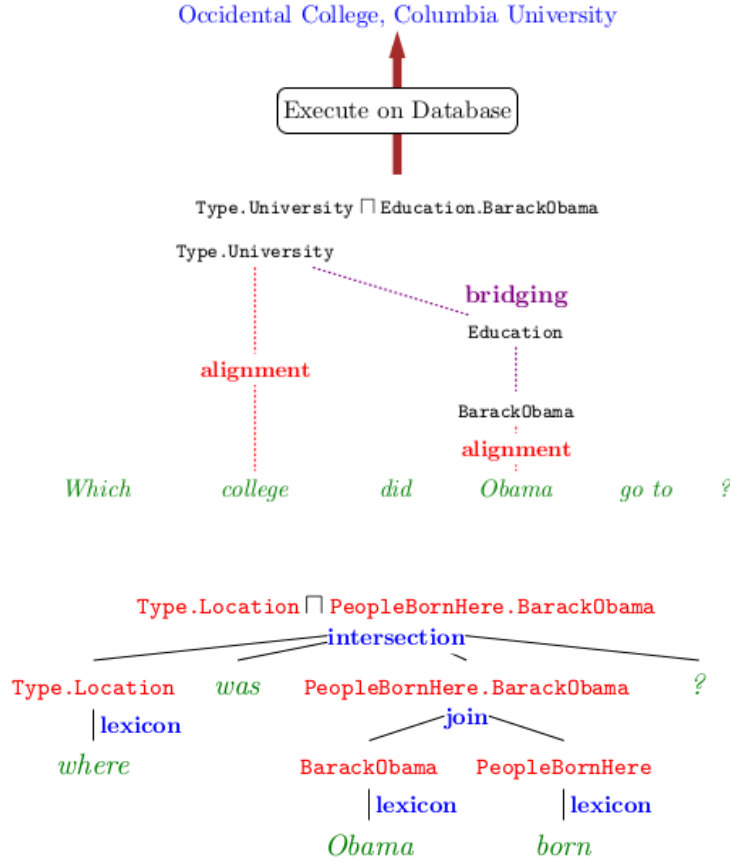 Occidental College, Columbia University
Execute on Database
Type.University ⊓ Education.BarackObama
Type.University
bridging
Education
alignment
BarackObama
alignment
Which college did Obama go to ?
Type.Location ⊓ PeopleBornHere.BarackObama
intersection
Type.Location was PeopleBornHere.BarackObama ?
lexicon join
where BarackObama PeopleBornHere
lexicon lexicon
Obama born